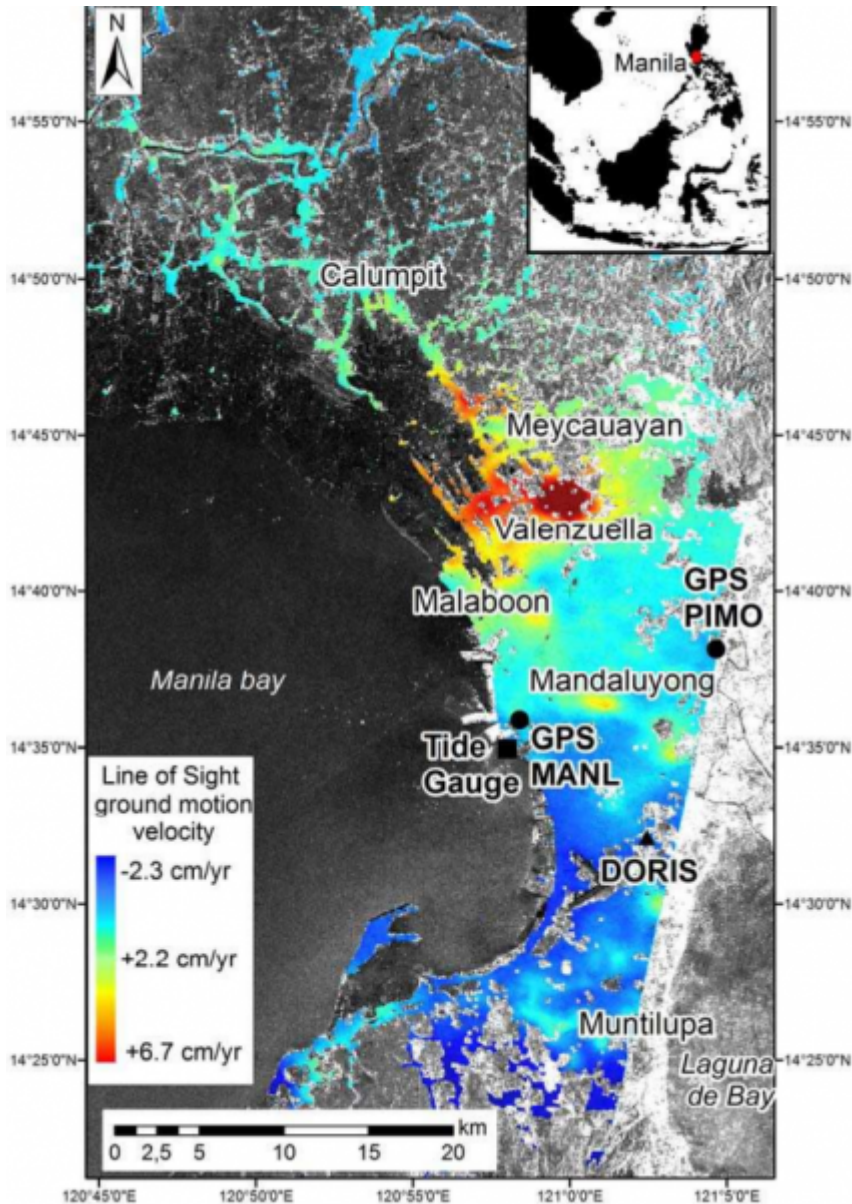 N
Manila
14°55'0"N
14°55'0"N
14°50'0"N
14°50'0"N
Calumpit
14°45'0"N
14°45'0"N
Meycauayan
Valenzuella
14°40'0"N
14°40'0"N
Malaboon
GPS
PIMO
Manila bay
Mandaluyong
14°35'0"N
14°35'0"N
Tide
Gauge
GPS
MANL
Line of Sight
ground motion
velocity
-2.3 cm/yr
+2.2 cm/yr
+6.7 cm/yr
DORIS
14°30'0"N
14°30'0"N
Muntilupa
14°25'0"N
14°25'0"N
Laguna
de Bay
km
0 2,5 5 10 15 20
120°45'0"E 120°50'0"E 120°55'0"E 121°0'0"E 121°5'0"E